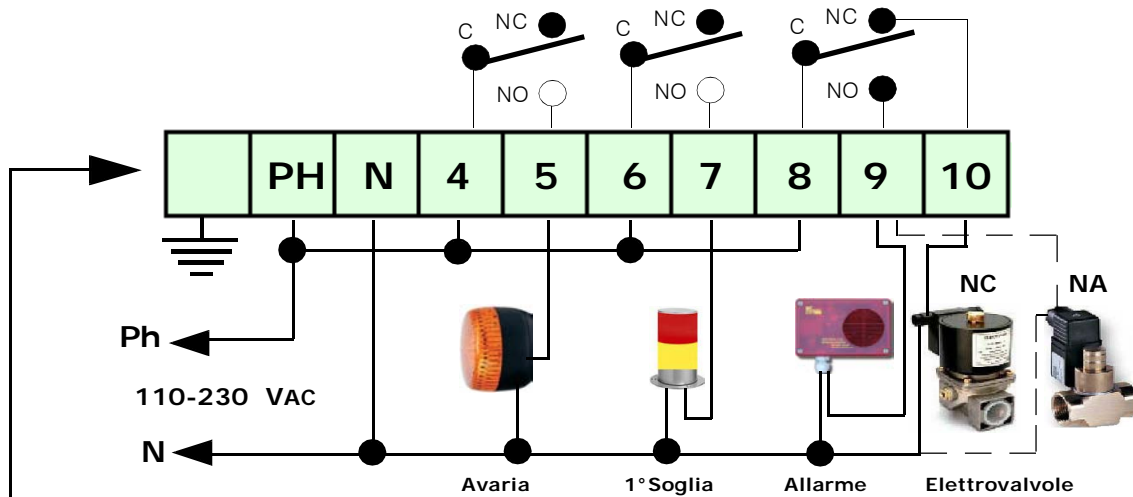 C NC C NC C NC
NO NO NO
PH N 4 5 6 7 8 9 10
NC NA
Ph
110-230 VAC
N
Avaria 1°Soglia Allarme Elettrovalvole